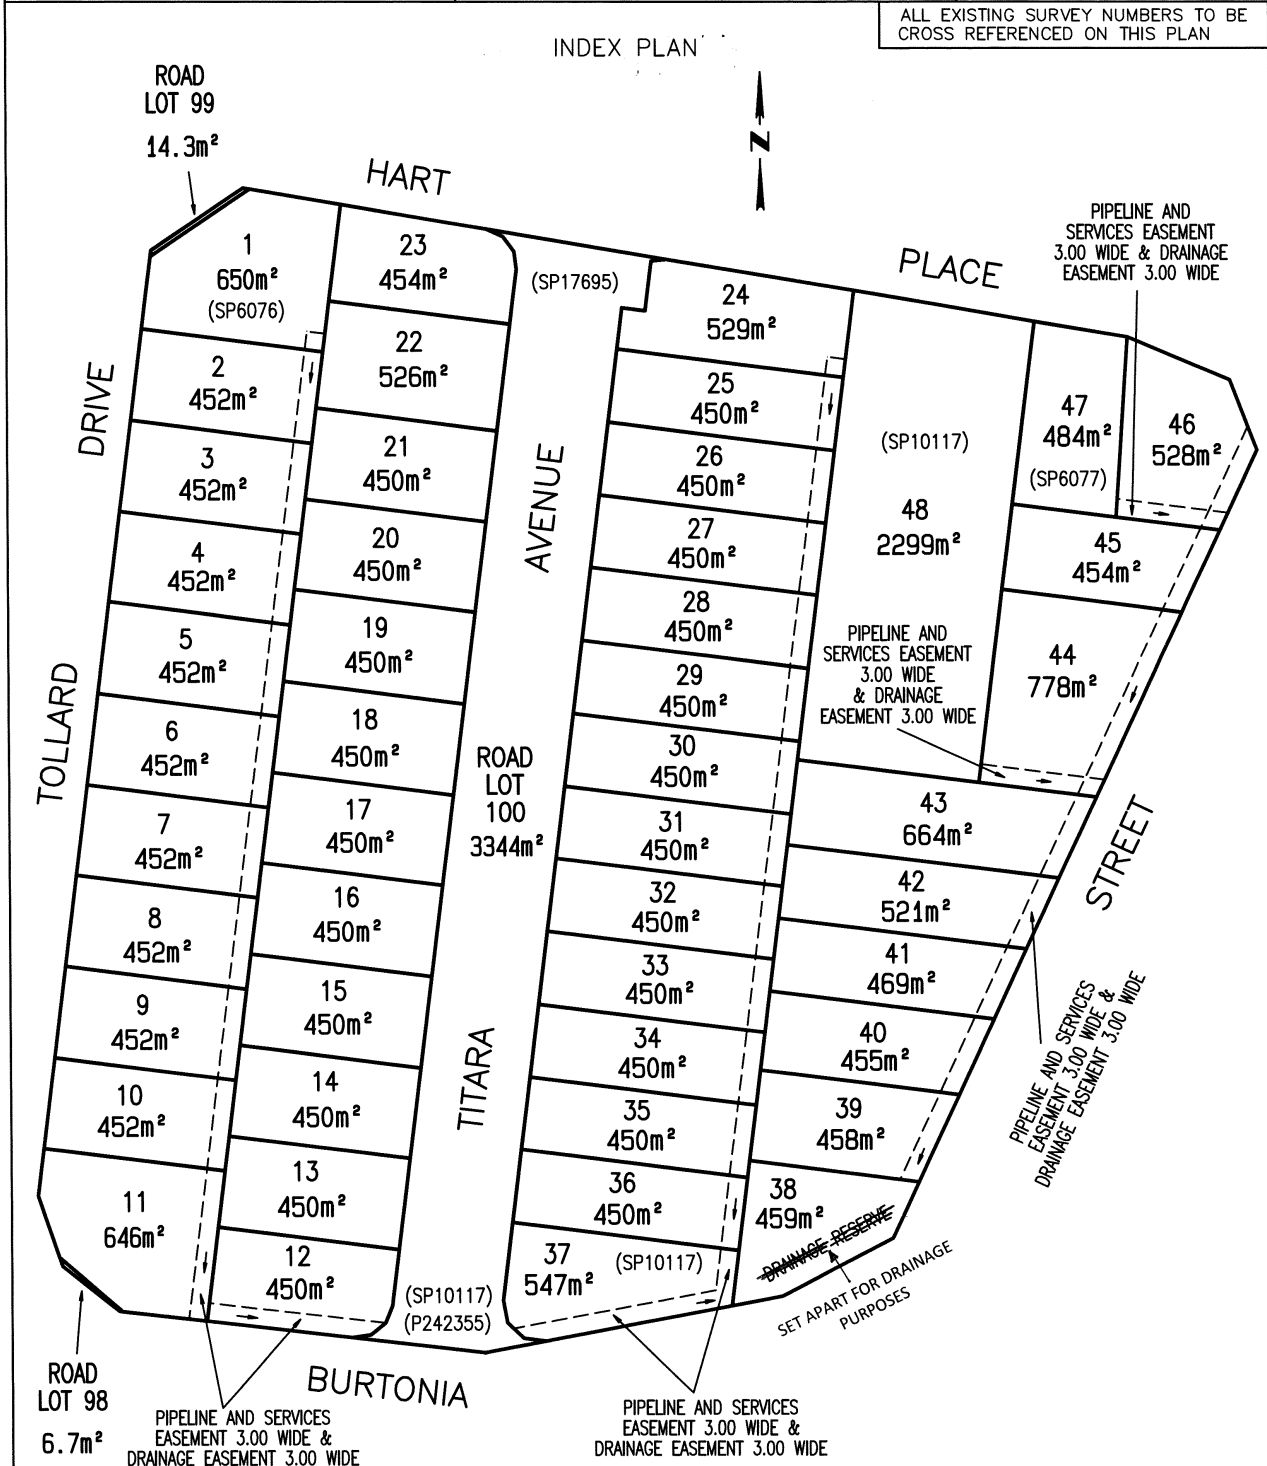 ALL EXISTING SURVEY NUMBERS TO BE
CROSS REFERENCED ON THIS PLAN
INDEX PLAN
ROAD
LOT 99
14.3m²
N
HART
PLACE
PIPELINE AND
SERVICES EASEMENT
3.00 WIDE & DRAINAGE
EASEMENT 3.00 WIDE
1
650m²
(SP6076)
23
454m²
(SP17695)
24
529m²
2
452m²
22
526m²
25
450m²
47
484m²
(SP6077)
46
528m²
DRIVE
(SP10117)
3
452m²
21
450m²
AVENUE
26
450m²
48
2299m²
4
452m²
20
450m²
27
450m²
45
454m²
5
452m²
19
450m²
28
450m²
PIPELINE AND
SERVICES EASEMENT
3.00 WIDE
& DRAINAGE
EASEMENT 3.00 WIDE
44
778m²
TOLLARD
6
452m²
18
450m²
29
450m²
ROAD
LOT
100
3344m²
30
450m²
7
452m²
17
450m²
31
450m²
43
664m²
STREET
8
452m²
16
450m²
32
450m²
42
521m²
9
452m²
15
450m²
33
450m²
41
469m²
PIPELINE AND SERVICES
EASEMENT 3.00 WIDE &
DRAINAGE EASEMENT 3.00 WIDE
10
452m²
14
450m²
TITARA
34
450m²
40
455m²
35
450m²
39
458m²
11
646m²
13
450m²
36
450m²
38
459m²
DRAINAGE RESERVE
SET APART FOR DRAINAGE
PURPOSES
12
450m²
(SP10117)
(P242355)
37
547m²
(SP10117)
BURTONIA
ROAD
LOT 98
6.7m²
PIPELINE AND SERVICES
EASEMENT 3.00 WIDE &
DRAINAGE EASEMENT 3.00 WIDE
PIPELINE AND SERVICES
EASEMENT 3.00 WIDE &
DRAINAGE EASEMENT 3.00 WIDE